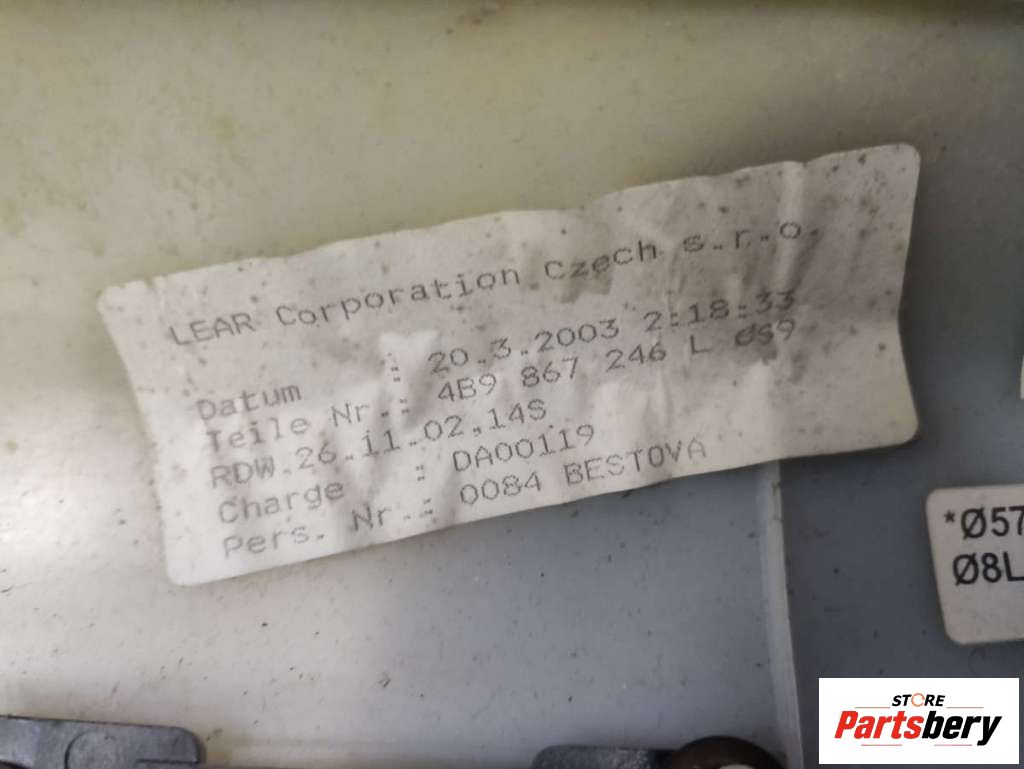 LEAR Corporation Czech s.r.o.
Datum : 20.3.2003 2:18:33
Teile Nr.: 4B9 867 246 L ds9
RDW.26.11.02.14S
Charge : DA00119
Pers. Nr.: 0084 BESTOVA
*Ø57
Ø8L
STORE
Partsbery